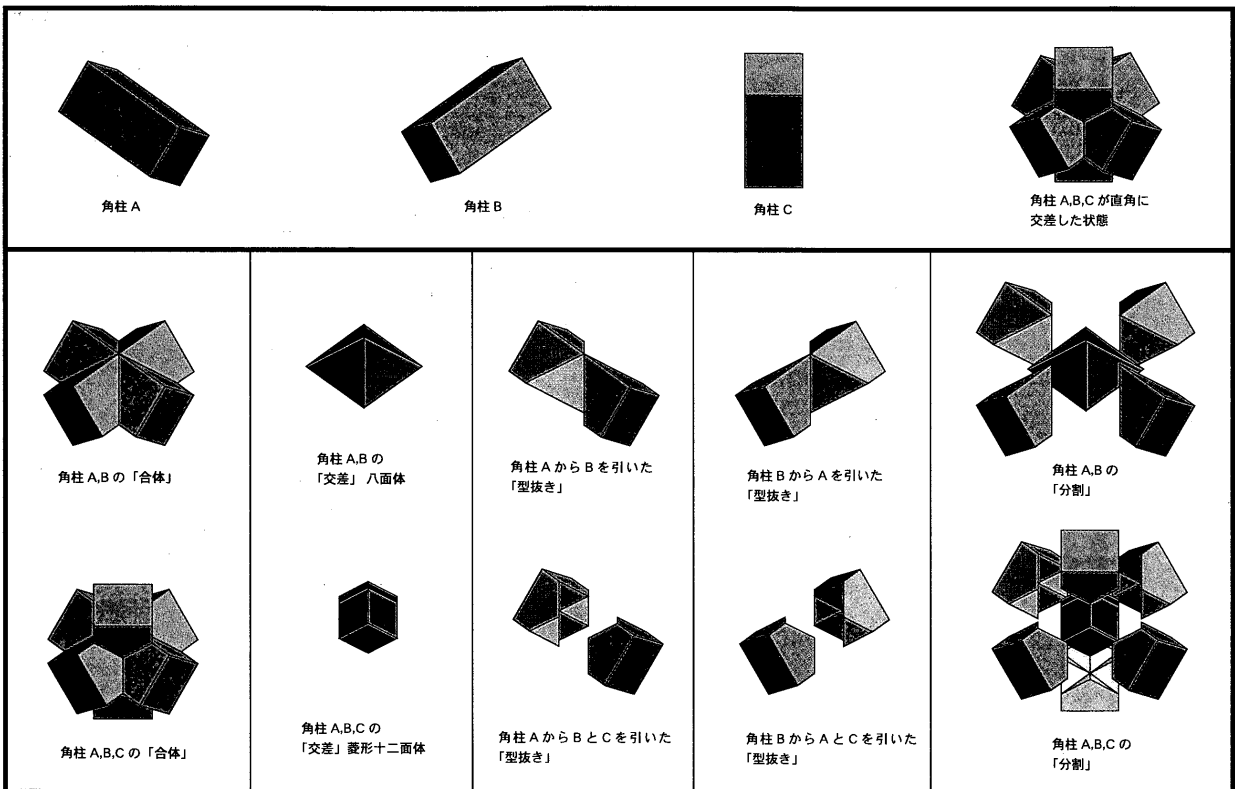 角柱 A
角柱 B
角柱 C
角柱 A,B,C が直角に
交差した状態
角柱 A,B の「合体」
角柱 A,B の
「交差」 八面体
角柱 A から B を引いた
「型抜き」
角柱 B から A を引いた
「型抜き」
角柱 A,B の
「分割」
角柱 A,B,C の「合体」
角柱 A,B,C の
「交差」菱形十二面体
角柱 A から B と C を引いた
「型抜き」
角柱 B から A と C を引いた
「型抜き」
角柱 A,B,C の
「分割」